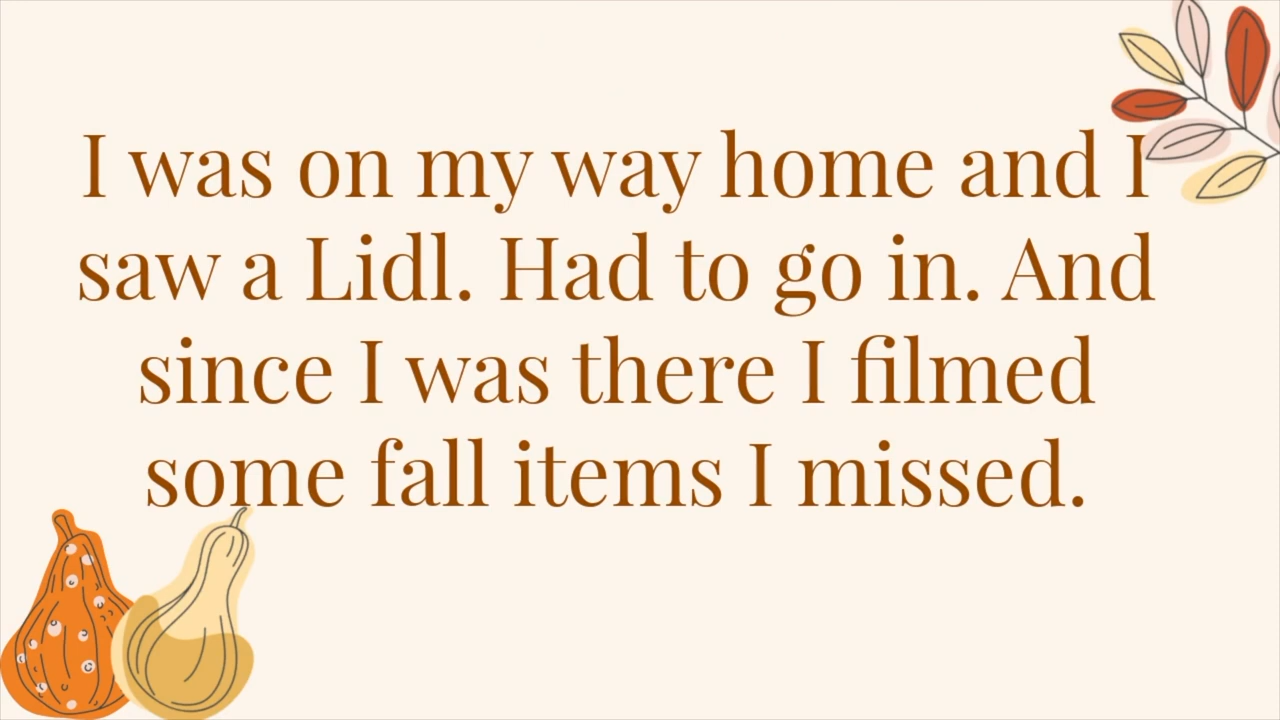 I was on my way home and I
saw a Lidl. Had to go in. And
since I was there I filmed
some fall items I missed.